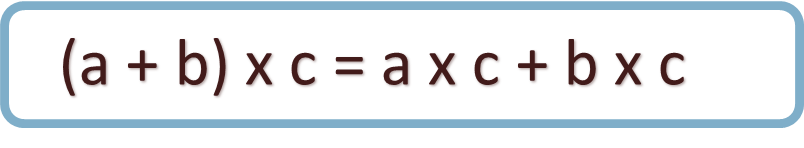 (a + b) x c = a x c + b x c